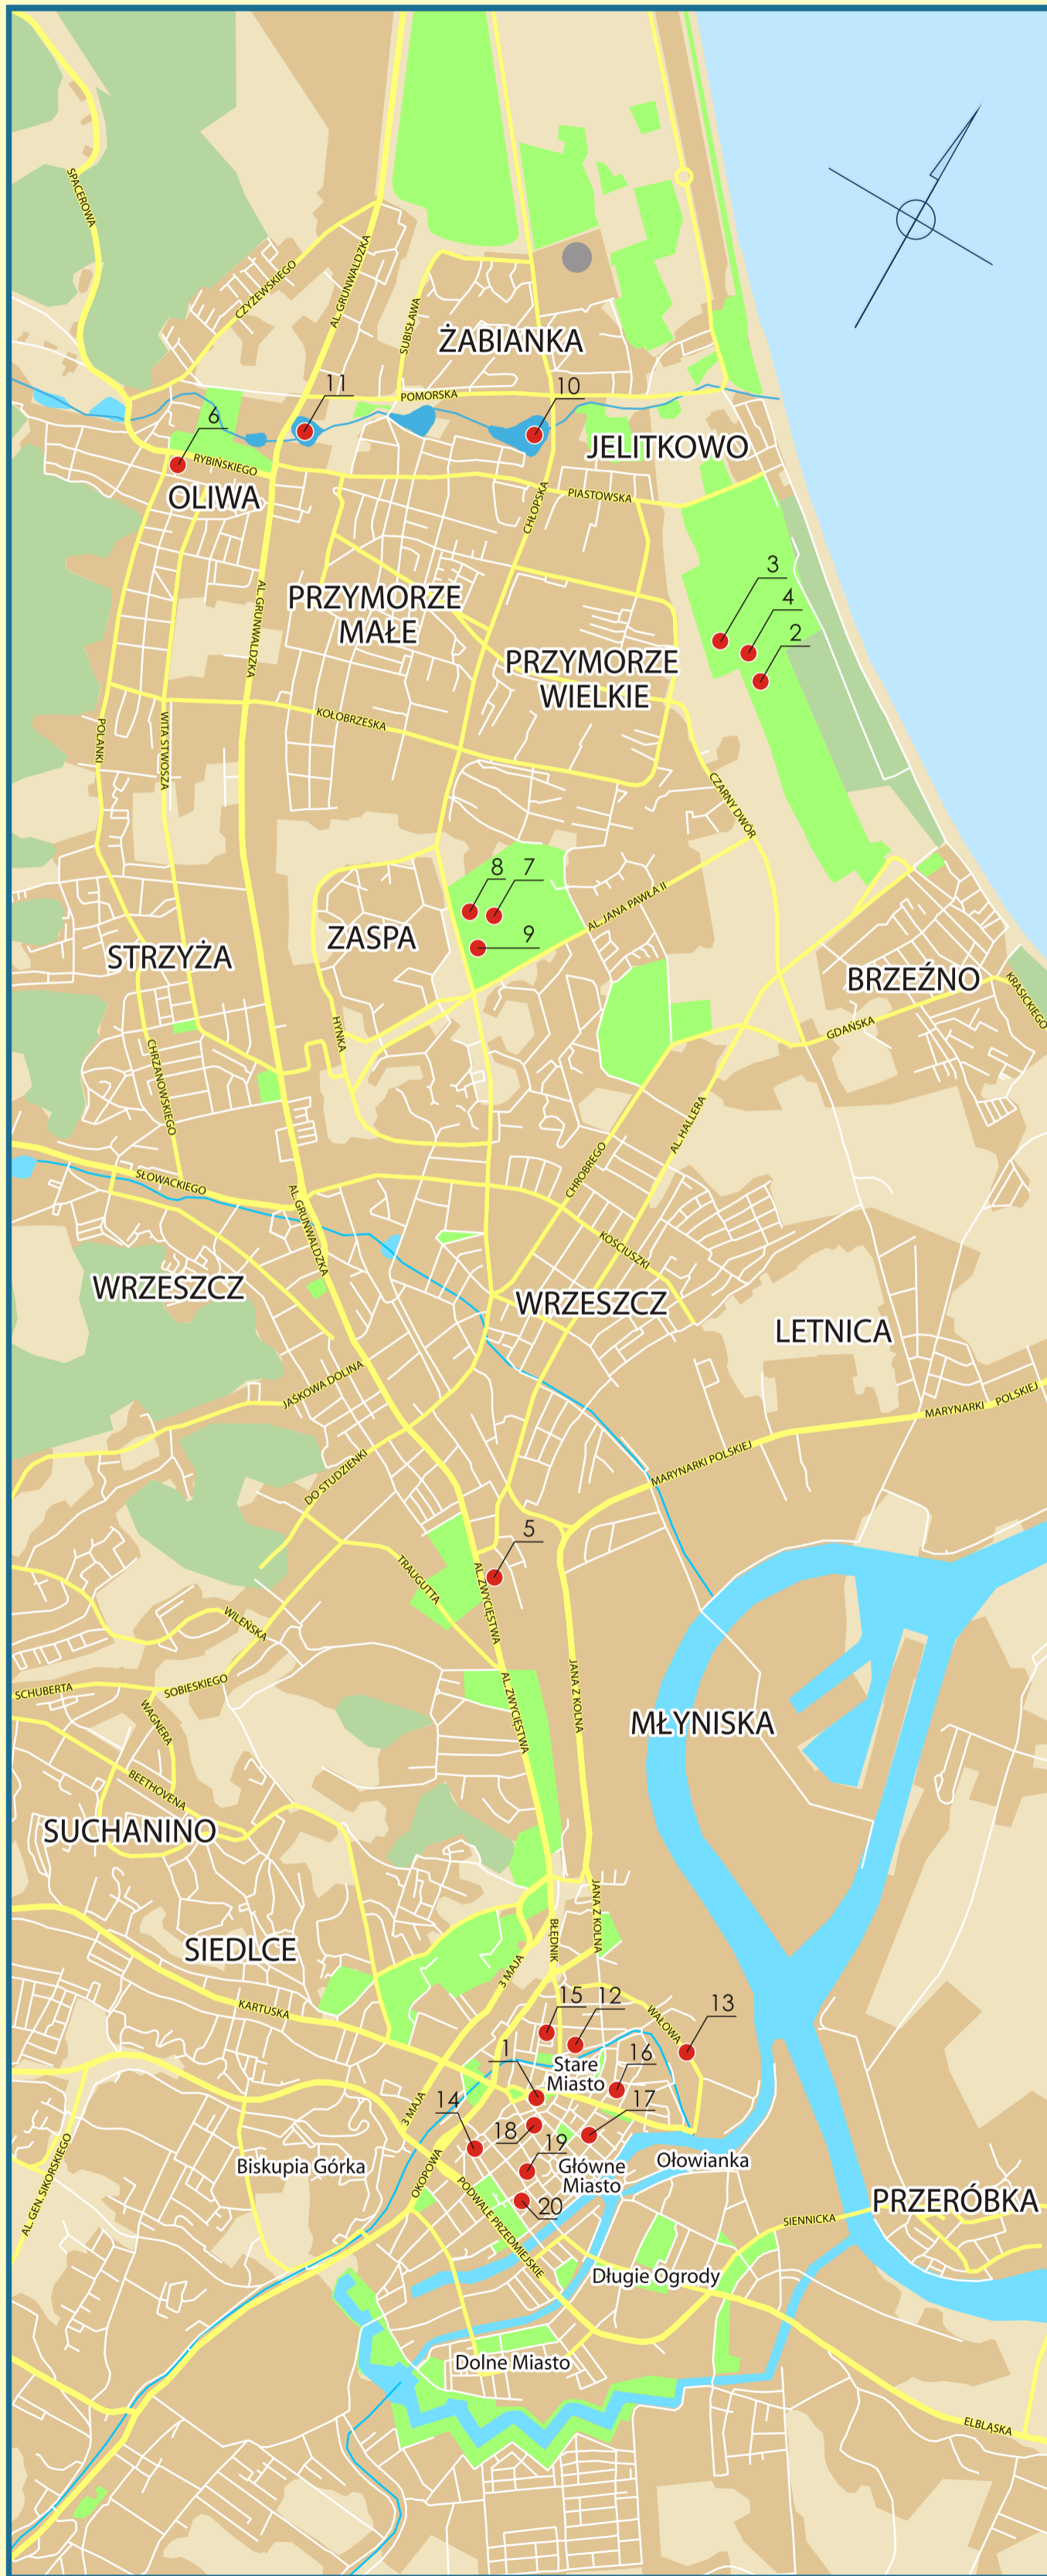 SPACEROWA
CZYŻEWSKIEGO
AL. GRUNWALDZKA
SUBISŁAWA
ŻABIANKA
11
POMORSKA
10
6
JELITKOWO
RYBIŃSKIEGO
OLIWA
CHŁOPSKA
PIASTOWSKA
3
AL. GRUNWALDZKA
PRZYMORZE
MAŁE
4
2
PRZYMORZE
WIELKIE
POLANKI
WITA STWOSZA
KOŁOBRZESKA
CZARNY DWÓR
8
7
AL. JANA PAWŁA II
9
ZASPA
STRZYŻA
BRZEŹNO
KRASICKIEGO
HYNKA
GDAŃSKA
CHRZANOWSKIEGO
AL. HALLERA
CHROBREGO
SŁOWACKIEGO
AL. GRUNWALDZKA
KOŚCIUSZKI
WRZESZCZ
WRZESZCZ
LETNICA
JAŚKOWA DOLINA
MARYNARKI POLSKIEJ
MARYNARKI POLSKIEJ
DO STUDZIENKI
5
TRAUGUTTA
AL. ZWYCIĘSTWA
WILEŃSKA
SCHUBERTA
SOBIESKIEGO
WAGNERA
AL. ZWYCIĘSTWA
JANA Z KOLNA
MŁYNISKA
BEETHOVENA
SUCHANINO
JANA Z KOLNA
BŁĘDNIK
SIEDLCE
3 MAJA
KARTUSKA
15
12
WAŁOWA
13
1
Stare
Miasto
16
14
3 MAJA
18
17
19
Główne
Miasto
Ołowianka
Biskupia Górka
OKOPOWA
20
AL. GEN. SIKORSKIEGO
PODWALE PRZEDMIEJSKIE
PRZERÓBKA
SIENNICKA
Długie Ogrody
Dolne Miasto
ELBLĄSKA